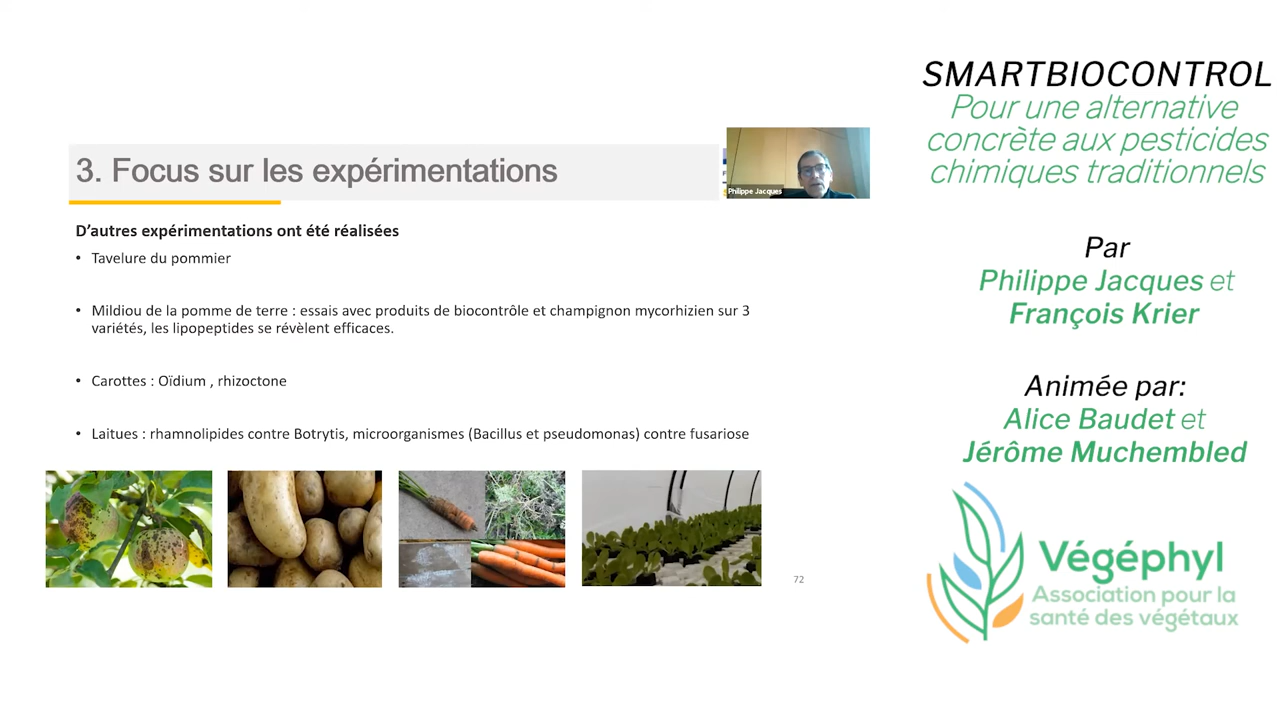 3. Focus sur les expérimentations
Philippe Jacques
D’autres expérimentations ont été réalisées
• Tavelure du pommier
• Mildiou de la pomme de terre : essais avec produits de biocontrôle et champignon mycorhizien sur 3
variétés, les lipopeptides se révèlent efficaces.
• Carottes : Oïdium , rhizoctone
• Laitues : rhamnolipides contre Botrytis, microorganismes (Bacillus et pseudomonas) contre fusariose
72
SMARTBIOCONTROL
Pour une alternative
concrète aux pesticides
chimiques traditionnels
Par
Philippe Jacques et
François Krier
Animée par:
Alice Baudet et
Jérôme Muchembled
Végéphyl
Association pour la
santé des végétaux